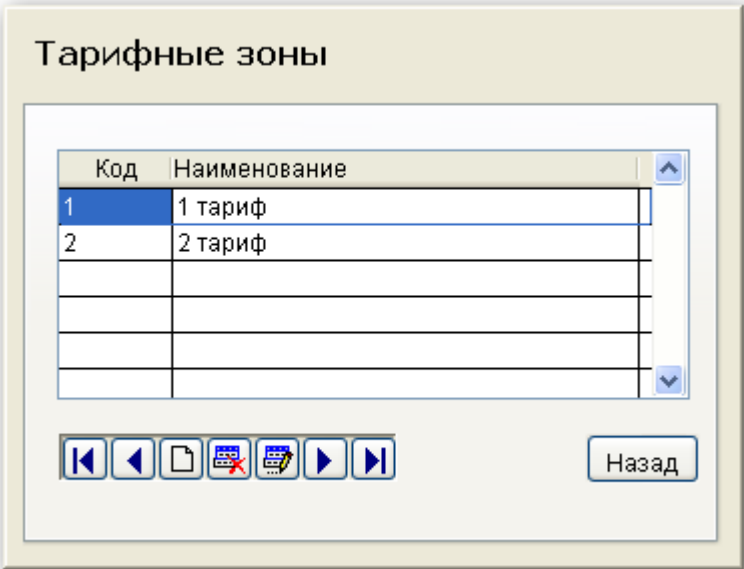 Тарифные зоны
Код Наименование
1 1 тариф
2 2 тариф
Назад